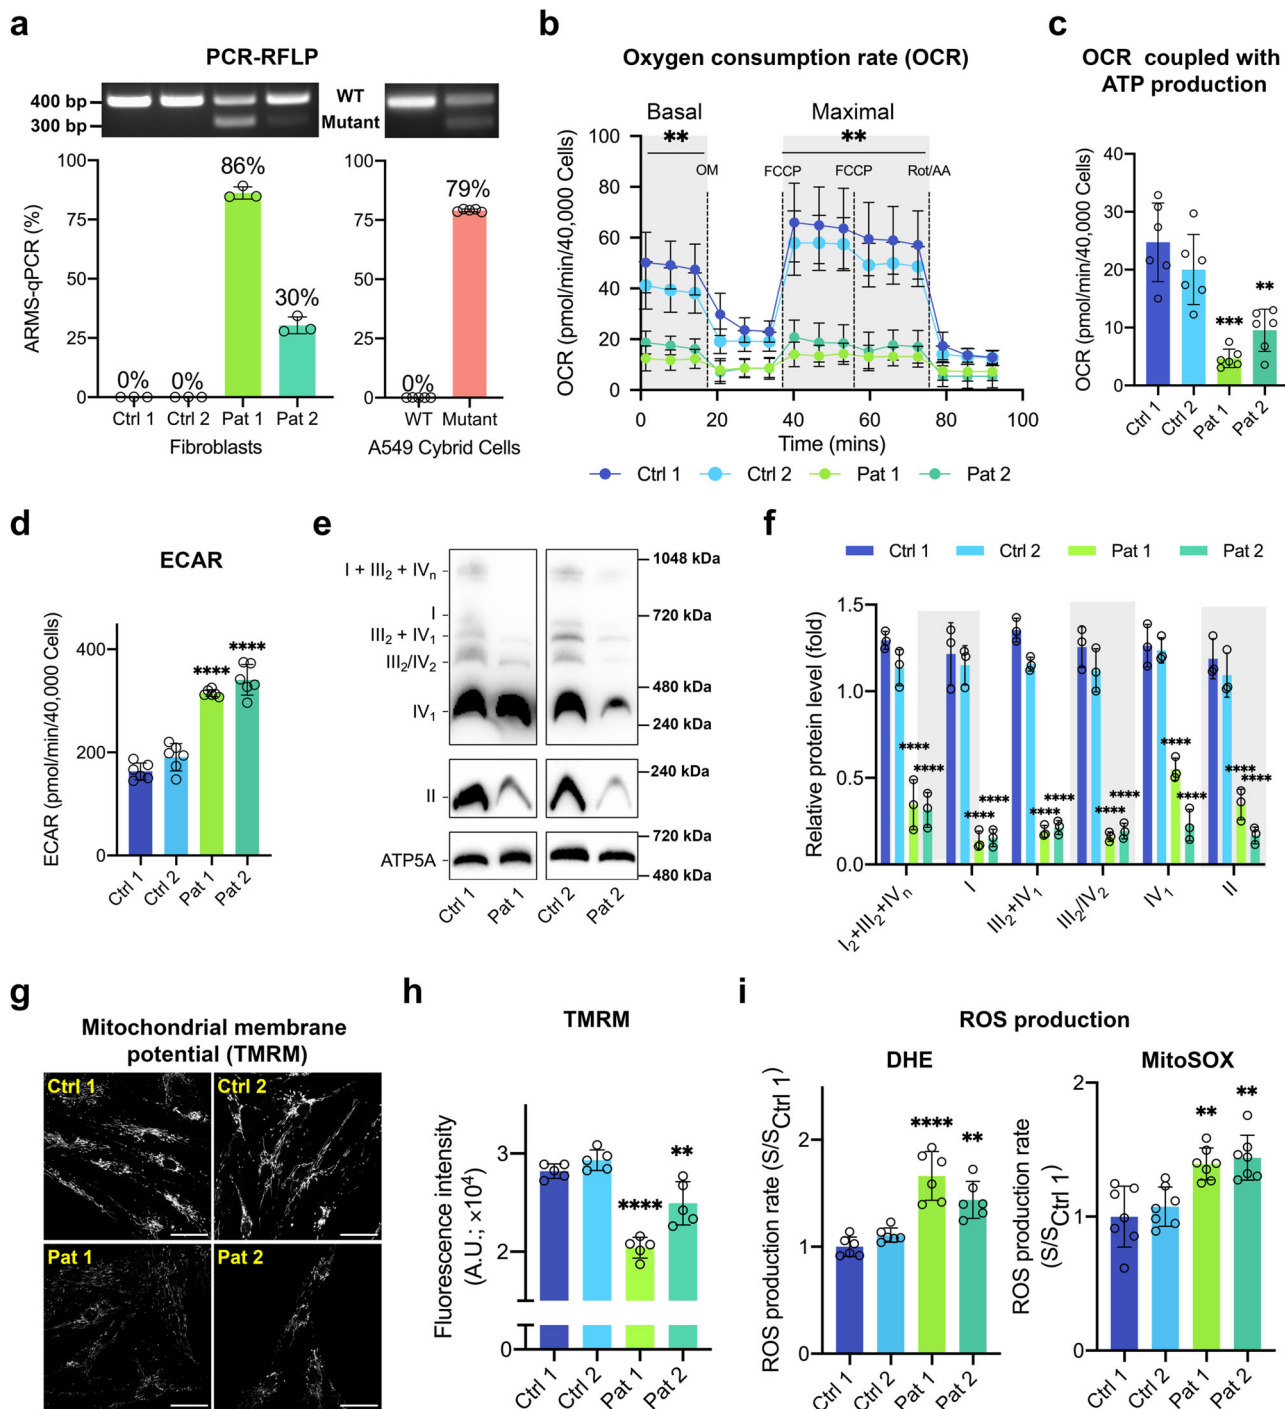 a
PCR-RFLP
400 bp
300 bp
WT
Mutant
ARMS-qPCR (%)
100
75
50
25
0
0%
0%
86%
30%
Ctrl 1
Ctrl 2
Pat 1
Pat 2
Fibroblasts
100
75
50
25
0
0%
79%
WT
Mutant
A549 Cybrid Cells
b
Oxygen consumption rate (OCR)
Basal
Maximal
**
**
OM
FCCP
FCCP
Rot/AA
OCR (pmol/min/40,000 Cells)
100
80
60
40
20
0
0
20
40
60
80
100
Time (mins)
Ctrl 1
Ctrl 2
Pat 1
Pat 2
c
OCR coupled with
ATP production
OCR (pmol/min/40,000 Cells)
40
30
20
10
0
***
**
Ctrl 1
Ctrl 2
Pat 1
Pat 2
d
ECAR
ECAR (pmol/min/40,000 Cells)
400
200
0
****
****
Ctrl 1
Ctrl 2
Pat 1
Pat 2
e
I + III₂ + IVₙ
I
III₂ + IV₁
III₂/IV₂
IV₁
II
ATP5A
1048 kDa
720 kDa
480 kDa
240 kDa
240 kDa
720 kDa
480 kDa
Ctrl 1
Pat 1
Ctrl 2
Pat 2
f
Ctrl 1
Ctrl 2
Pat 1
Pat 2
Relative protein level (fold)
1.5
1.0
0.5
0.0
****
****
****
****
****
****
****
****
****
****
****
****
I₂+III₂+IVₙ
I
III₂+IV₁
III₂/IV₂
IV₁
II
g
Mitochondrial membrane
potential (TMRM)
Ctrl 1
Ctrl 2
Pat 1
Pat 2
h
TMRM
Fluorescence intensity
(A.U.; ×10⁴)
3
2
0
****
**
Ctrl 1
Ctrl 2
Pat 1
Pat 2
i
ROS production
DHE
ROS production rate (S/S Ctrl 1)
2
1
0
****
**
Ctrl 1
Ctrl 2
Pat 1
Pat 2
MitoSOX
ROS production rate
(S/S Ctrl 1)
2
1
0
**
**
Ctrl 1
Ctrl 2
Pat 1
Pat 2